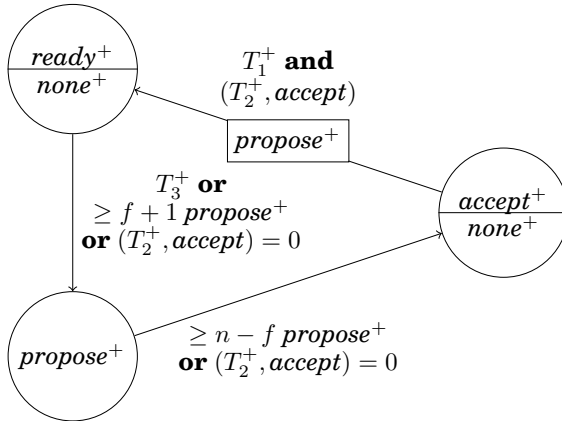 ready⁺
none⁺
T₁⁺ and
(T₂⁺, accept)
propose⁺
T₃⁺ or
≥ f + 1 propose⁺
or (T₂⁺, accept) = 0
accept⁺
none⁺
propose⁺
≥ n − f propose⁺
or (T₂⁺, accept) = 0